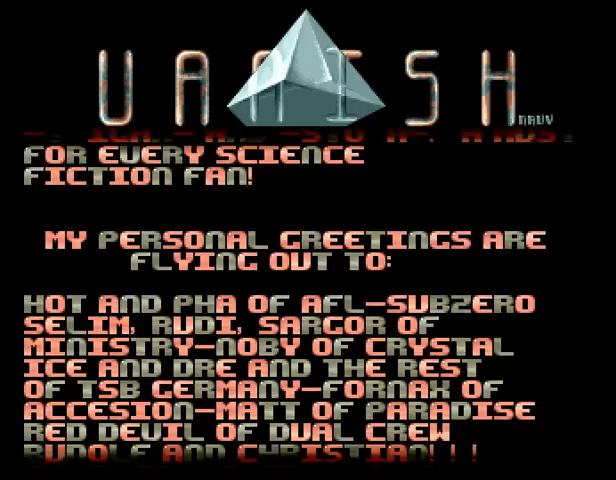 VANISH
NAVY
FOR EVERY SCIENCE
FICTION FAN!
MY PERSONAL GREETINGS ARE
FLYING OUT TO:
HOT AND PHA OF AFL-SUBZERO
SELIM, RUDI, SARGOR OF
MINISTRY-NOBY OF CRYSTAL
ICE AND DRE AND THE REST
OF TSB GERMANY-FORNAX OF
ACCESION-MATT OF PARADISE
RED DEVIL OF DUAL CREW
RUDOLF AND CHRISTIAN!!!